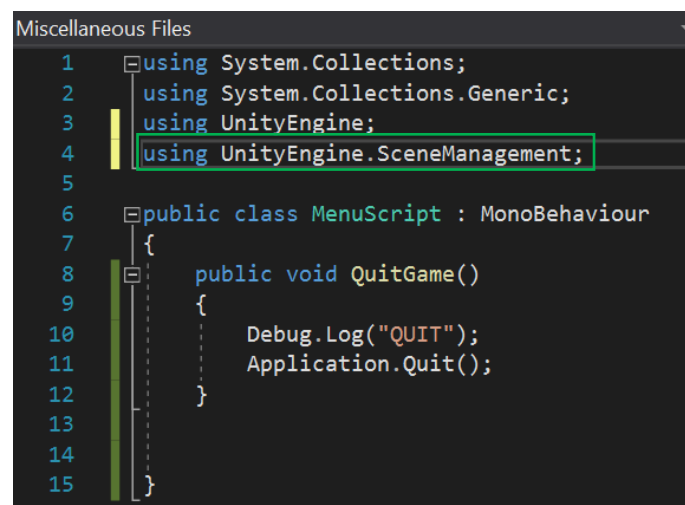 Miscellaneous Files
1 using System.Collections;
2 using System.Collections.Generic;
3 using UnityEngine;
4 using UnityEngine.SceneManagement;
5
6 public class MenuScript : MonoBehaviour
7 {
8 public void QuitGame()
9 {
10 Debug.Log("QUIT");
11 Application.Quit();
12 }
13
14
15 }